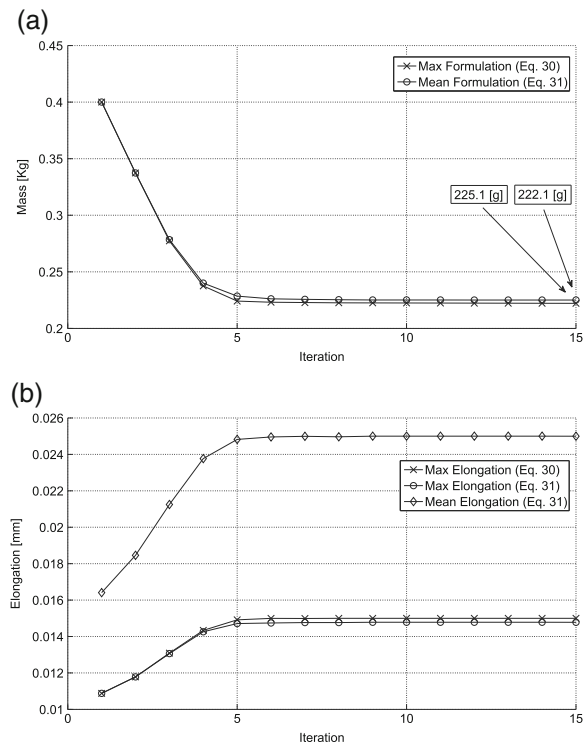 (a)
0.45
0.4
0.35
0.3
0.25
0.2
Mass [Kg]
Max Formulation (Eq. 30)
Mean Formulation (Eq. 31)
225.1 [g]
222.1 [g]
0
5
10
15
Iteration
(b)
0.026
0.024
0.022
0.02
0.018
0.016
0.014
0.012
0.01
Elongation [mm]
Max Elongation (Eq. 30)
Max Elongation (Eq. 31)
Mean Elongation (Eq. 31)
0
5
10
15
Iteration